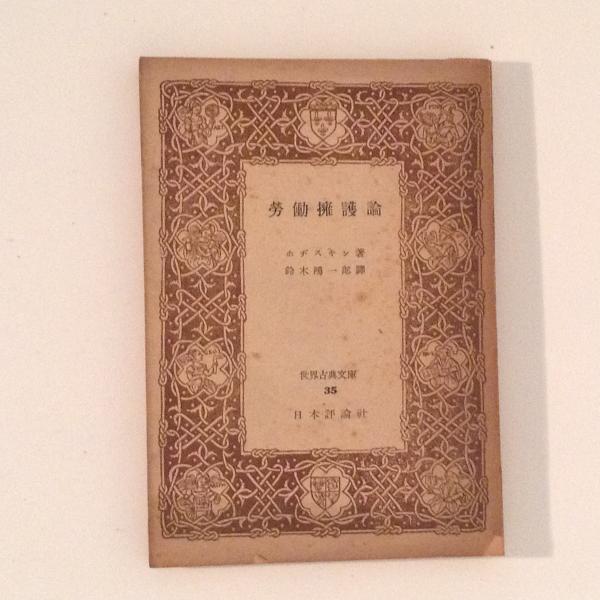 勞働擁護論
ホヂスキン著
鈴木鴻一郎譯
世界古典文庫
35
日本評論社